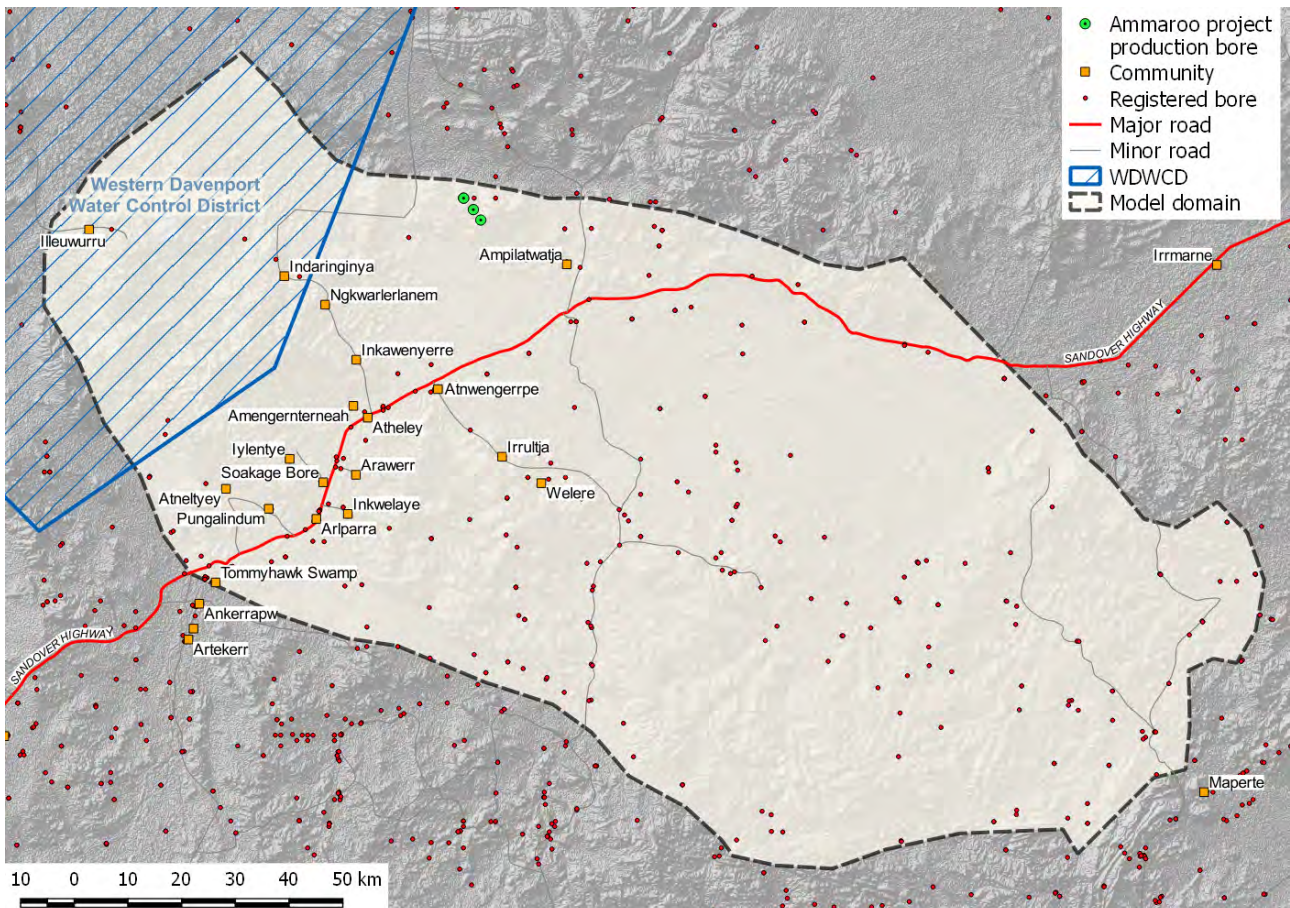 Ammaroo project
production bore
Community
Registered bore
Major road
Minor road
WDWCD
Model domain
Western Davenport
Water Control District
Illeuwurru
Indaringinya
Ampilatwatja
Irrmarne
Ngkwarlerlanem
SANDOVER HIGHWAY
Inkawenyerre
Atnwengerrpe
Amengernterneah
Atheley
Iylentye
Irrultja
Soakage Bore
Arawerr
Atneltyey
Welere
Pungalindum
Inkwelaye
Arlparra
Tommyhawk Swamp
Ankerrapw
SANDOVER HIGHWAY
Artekerr
Maperte
10 0 10 20 30 40 50 km